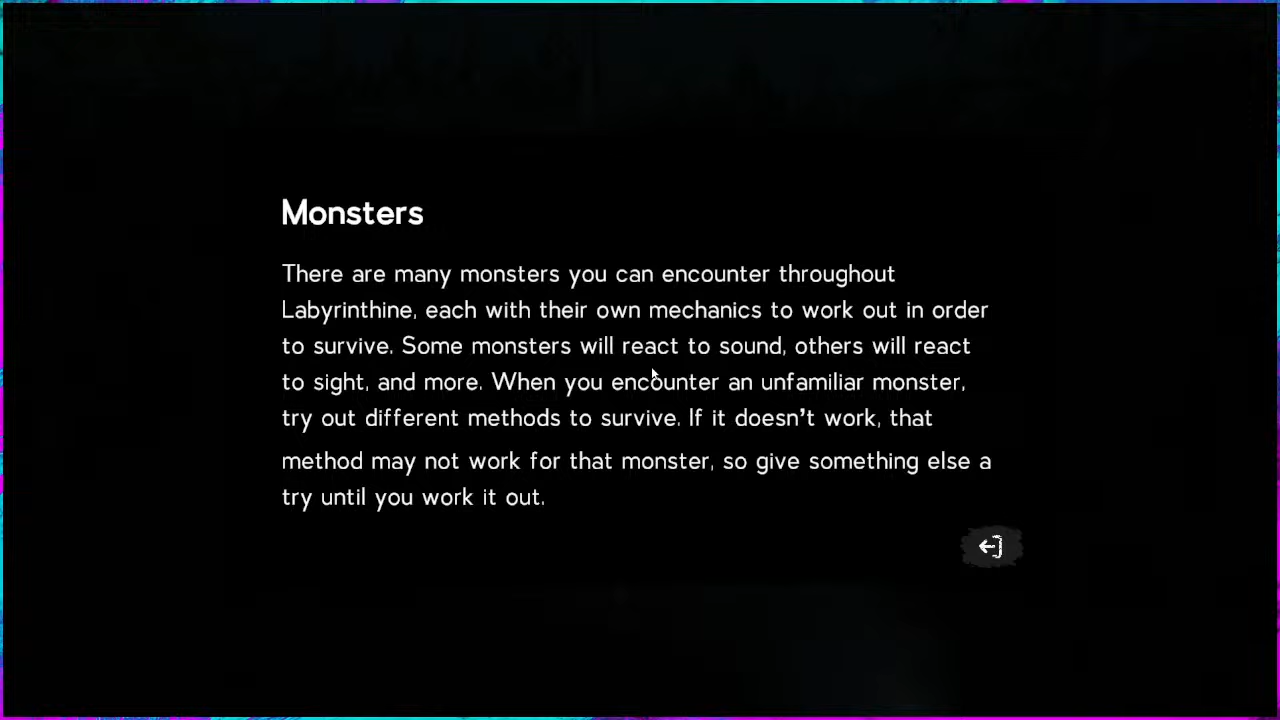 Monsters
There are many monsters you can encounter throughout
Labyrinthine, each with their own mechanics to work out in order
to survive. Some monsters will react to sound, others will react
to sight, and more. When you encounter an unfamiliar monster,
try out different methods to survive. If it doesn't work, that
method may not work for that monster, so give something else a
try until you work it out.